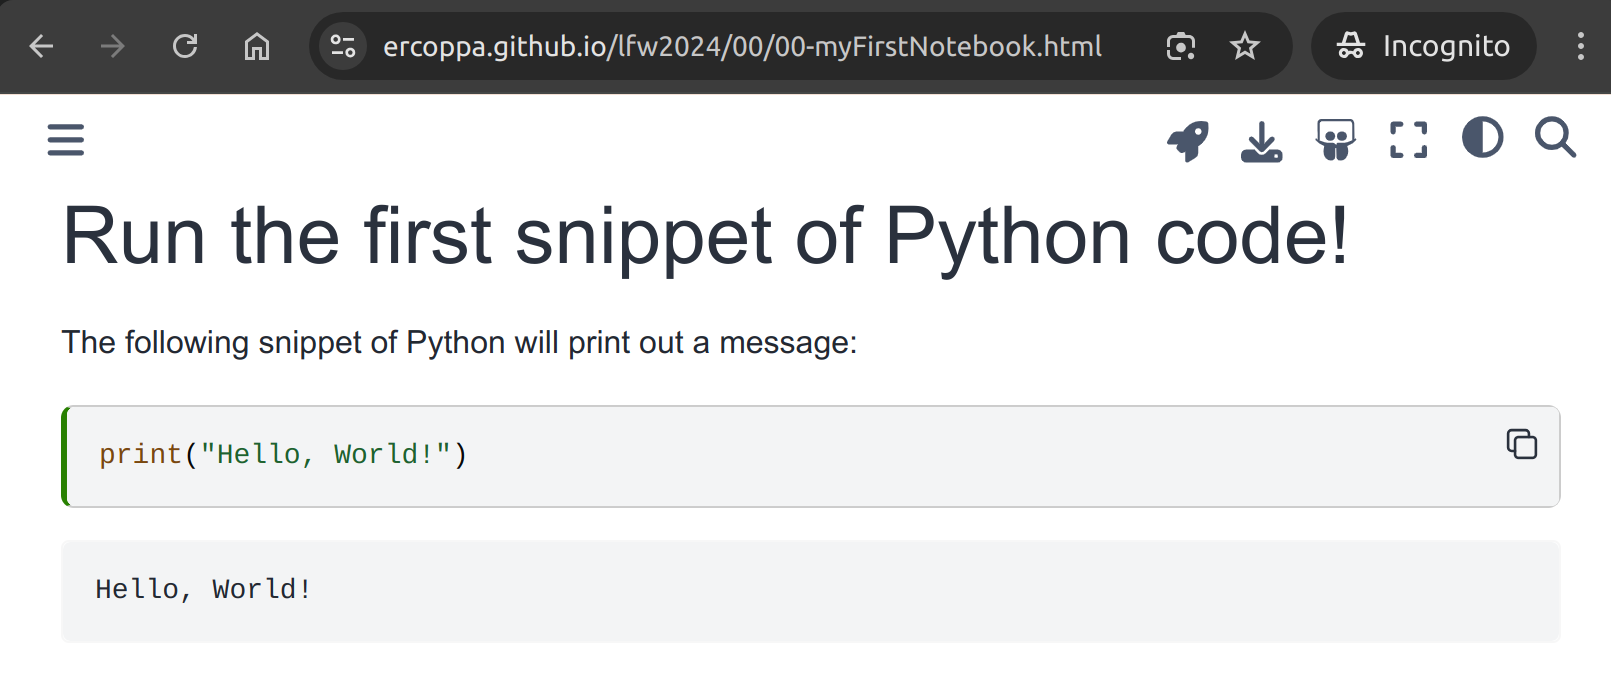 ercoppa.github.io/lfw2024/00/00-myFirstNotebook.html
Incognito
Run the first snippet of Python code!
The following snippet of Python will print out a message:
print("Hello, World!")
Hello, World!